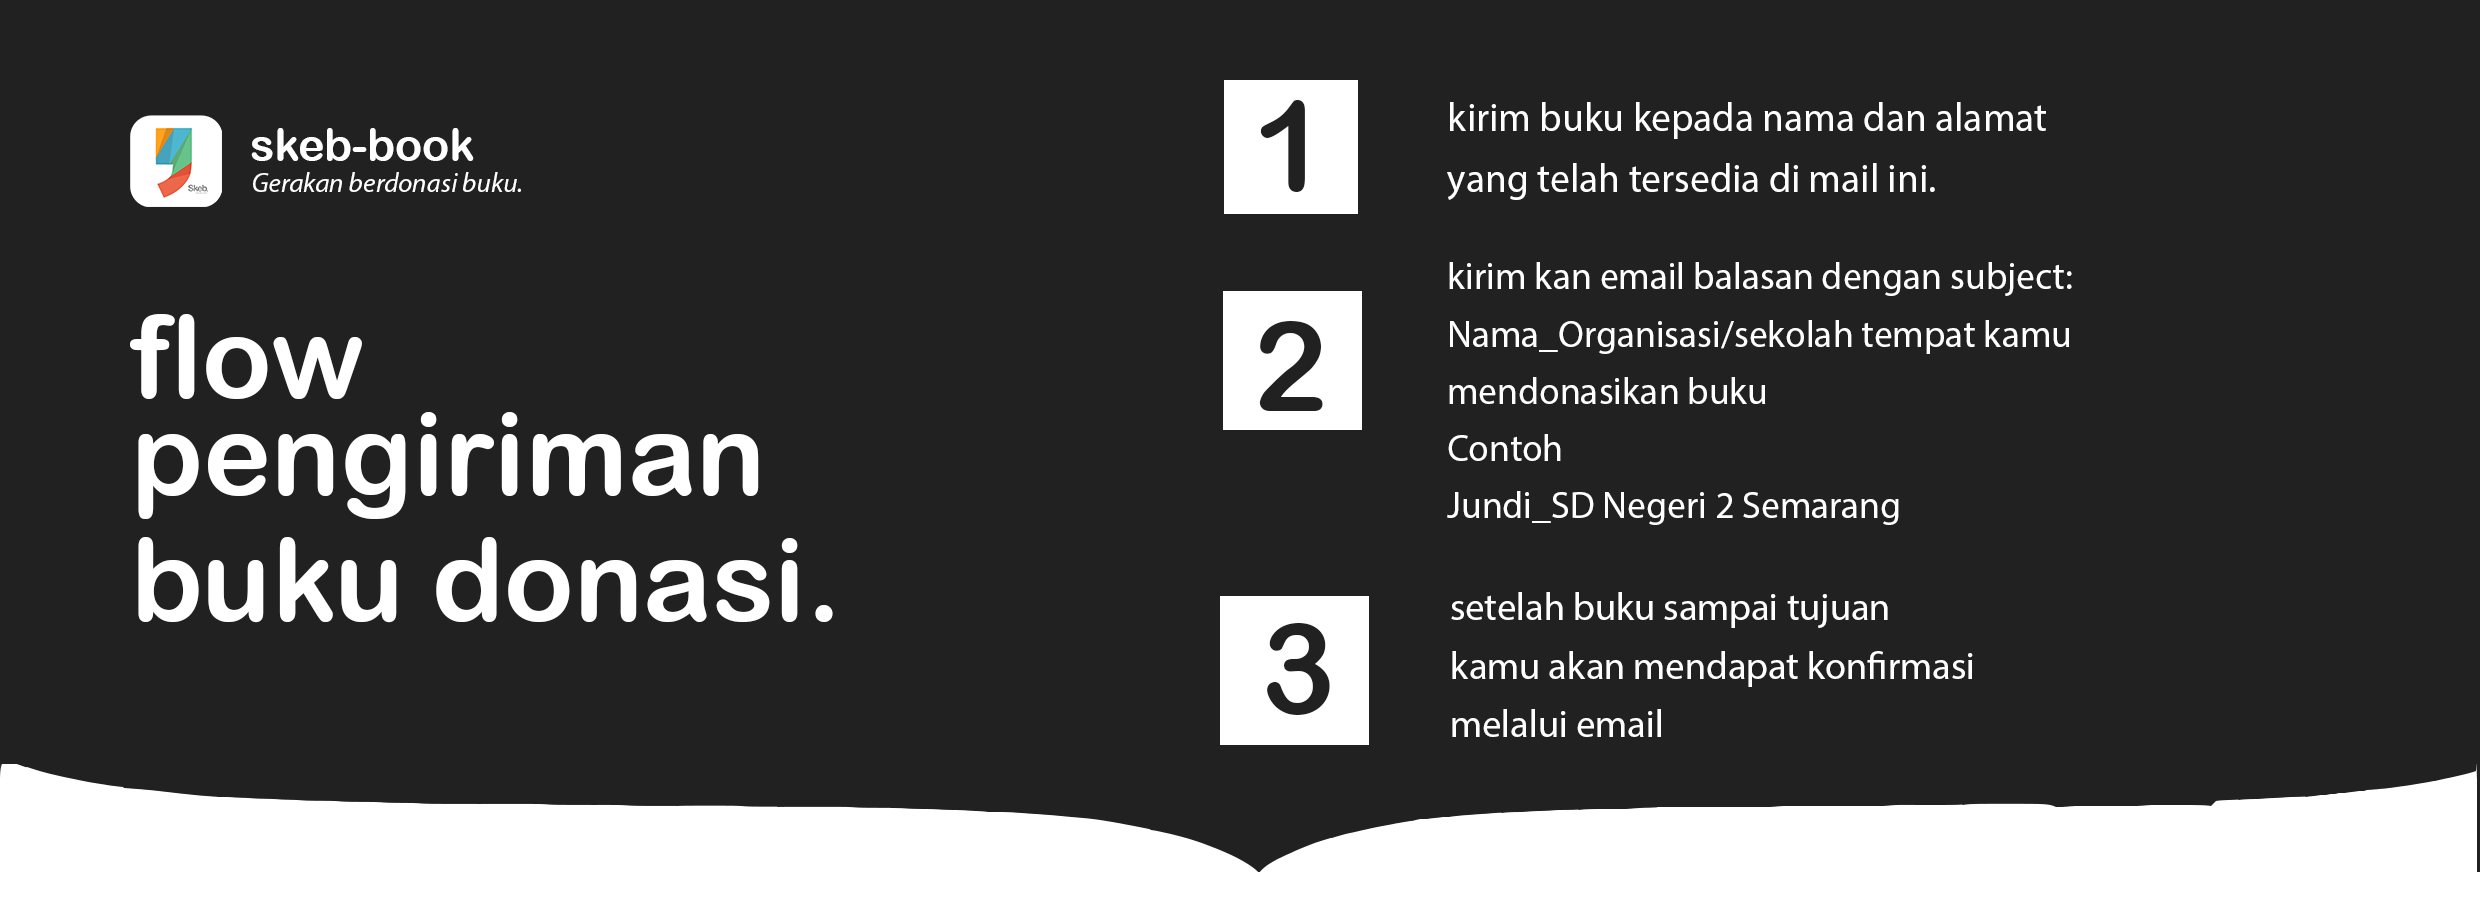 skeb-book
Gerakan berdonasi buku.
Skeb.
flow
pengiriman
buku donasi.
1
kirim buku kepada nama dan alamat
yang telah tersedia di mail ini.
2
kirim kan email balasan dengan subject:
Nama_Organisasi/sekolah tempat kamu
mendonasikan buku
Contoh
Jundi_SD Negeri 2 Semarang
3
setelah buku sampai tujuan
kamu akan mendapat konfirmasi
melalui email